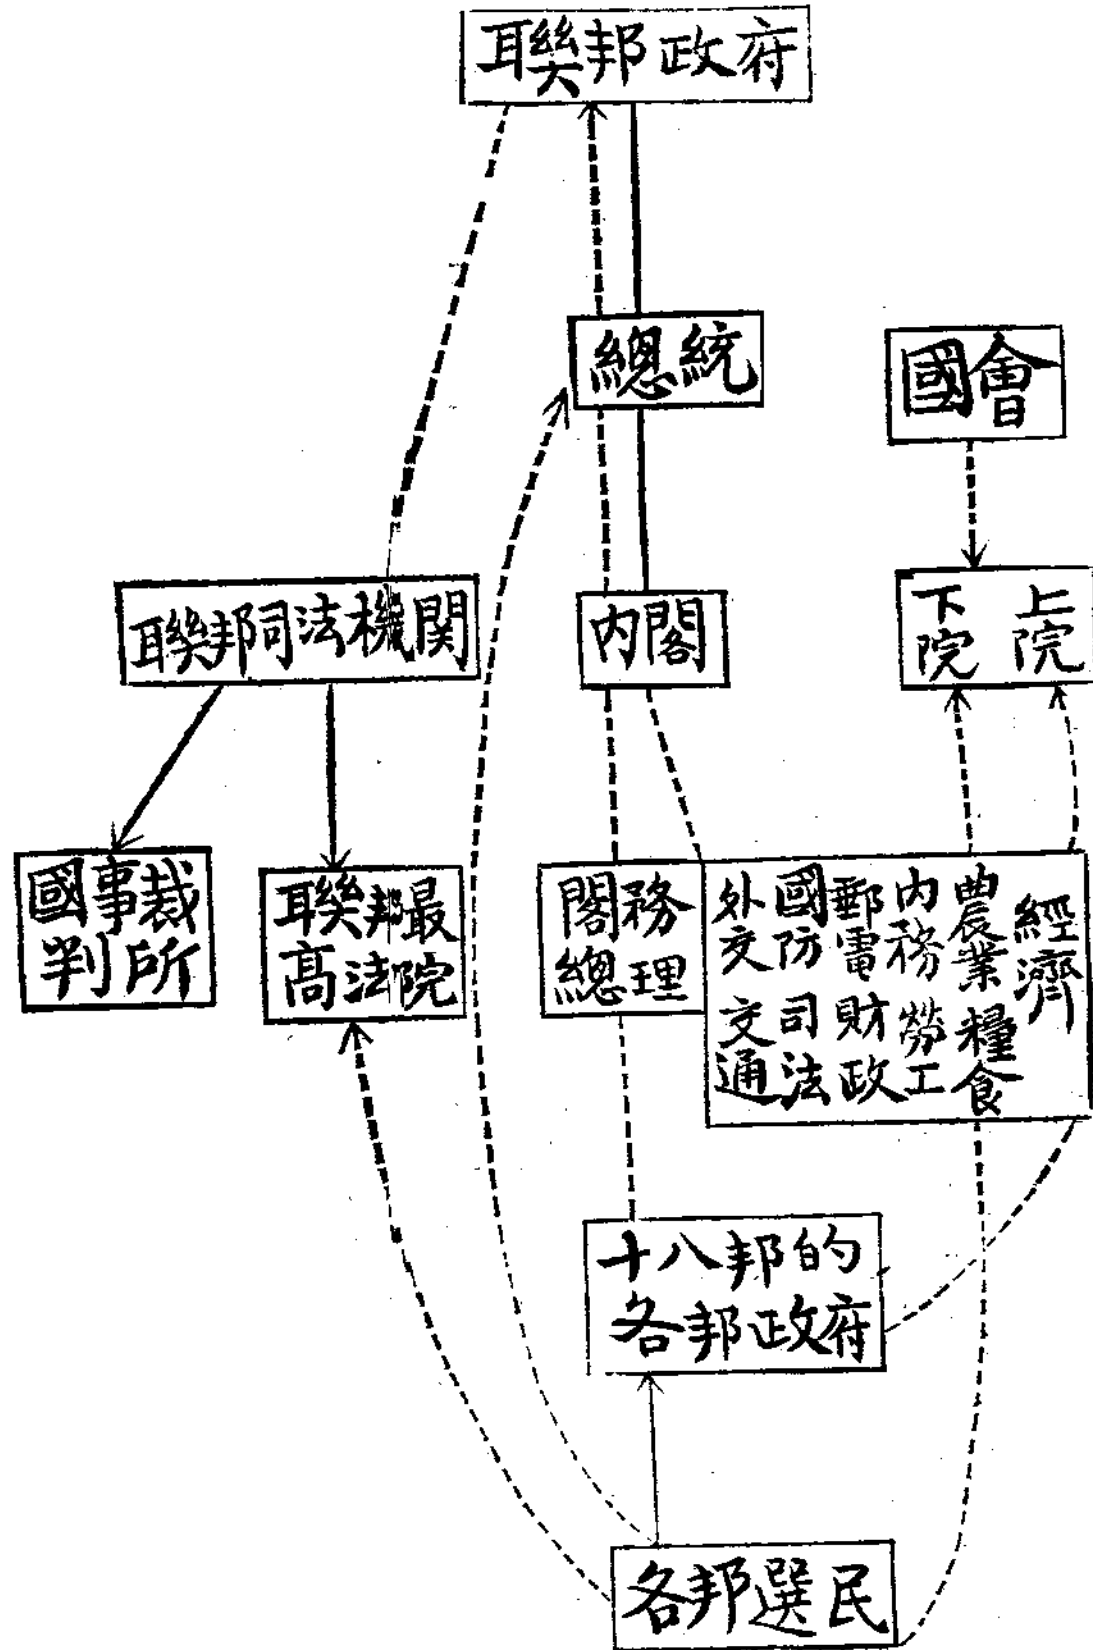 聯邦政府
總統
國會
聯邦司法機関
内閣
上院
下院
國事裁
判所
聯邦最
高法院
閣務
總理
經濟
農業 糧食
内務 勞工
郵電 財政
國防 司法
外交 交通
十八邦的
各邦政府
各邦選民